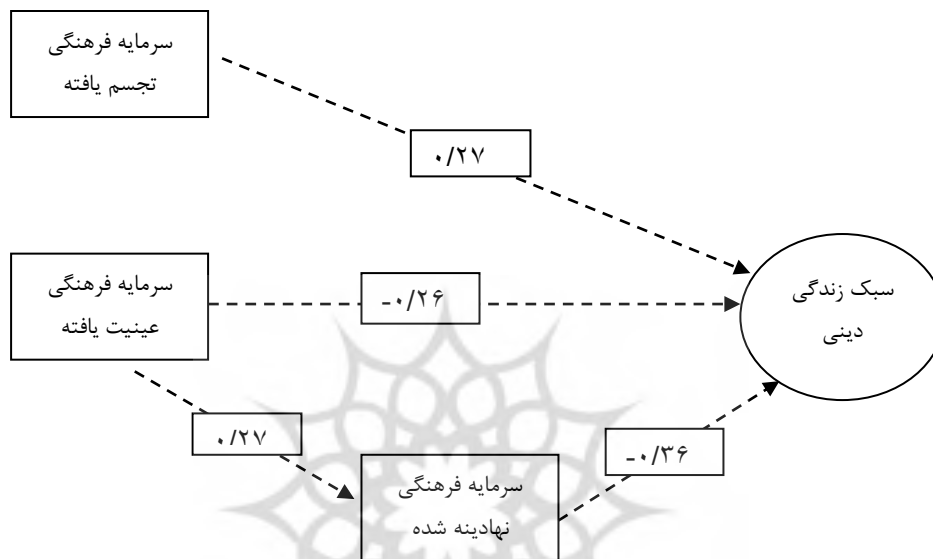 سرمایه فرهنگی
تجسم یافته
۰/۲۷
سرمایه فرهنگی
عینیت یافته
-۰/۲۶
سبک زندگی
دینی
۰/۲۷
-۰/۳۶
سرمایه فرهنگی
نهادینه شده